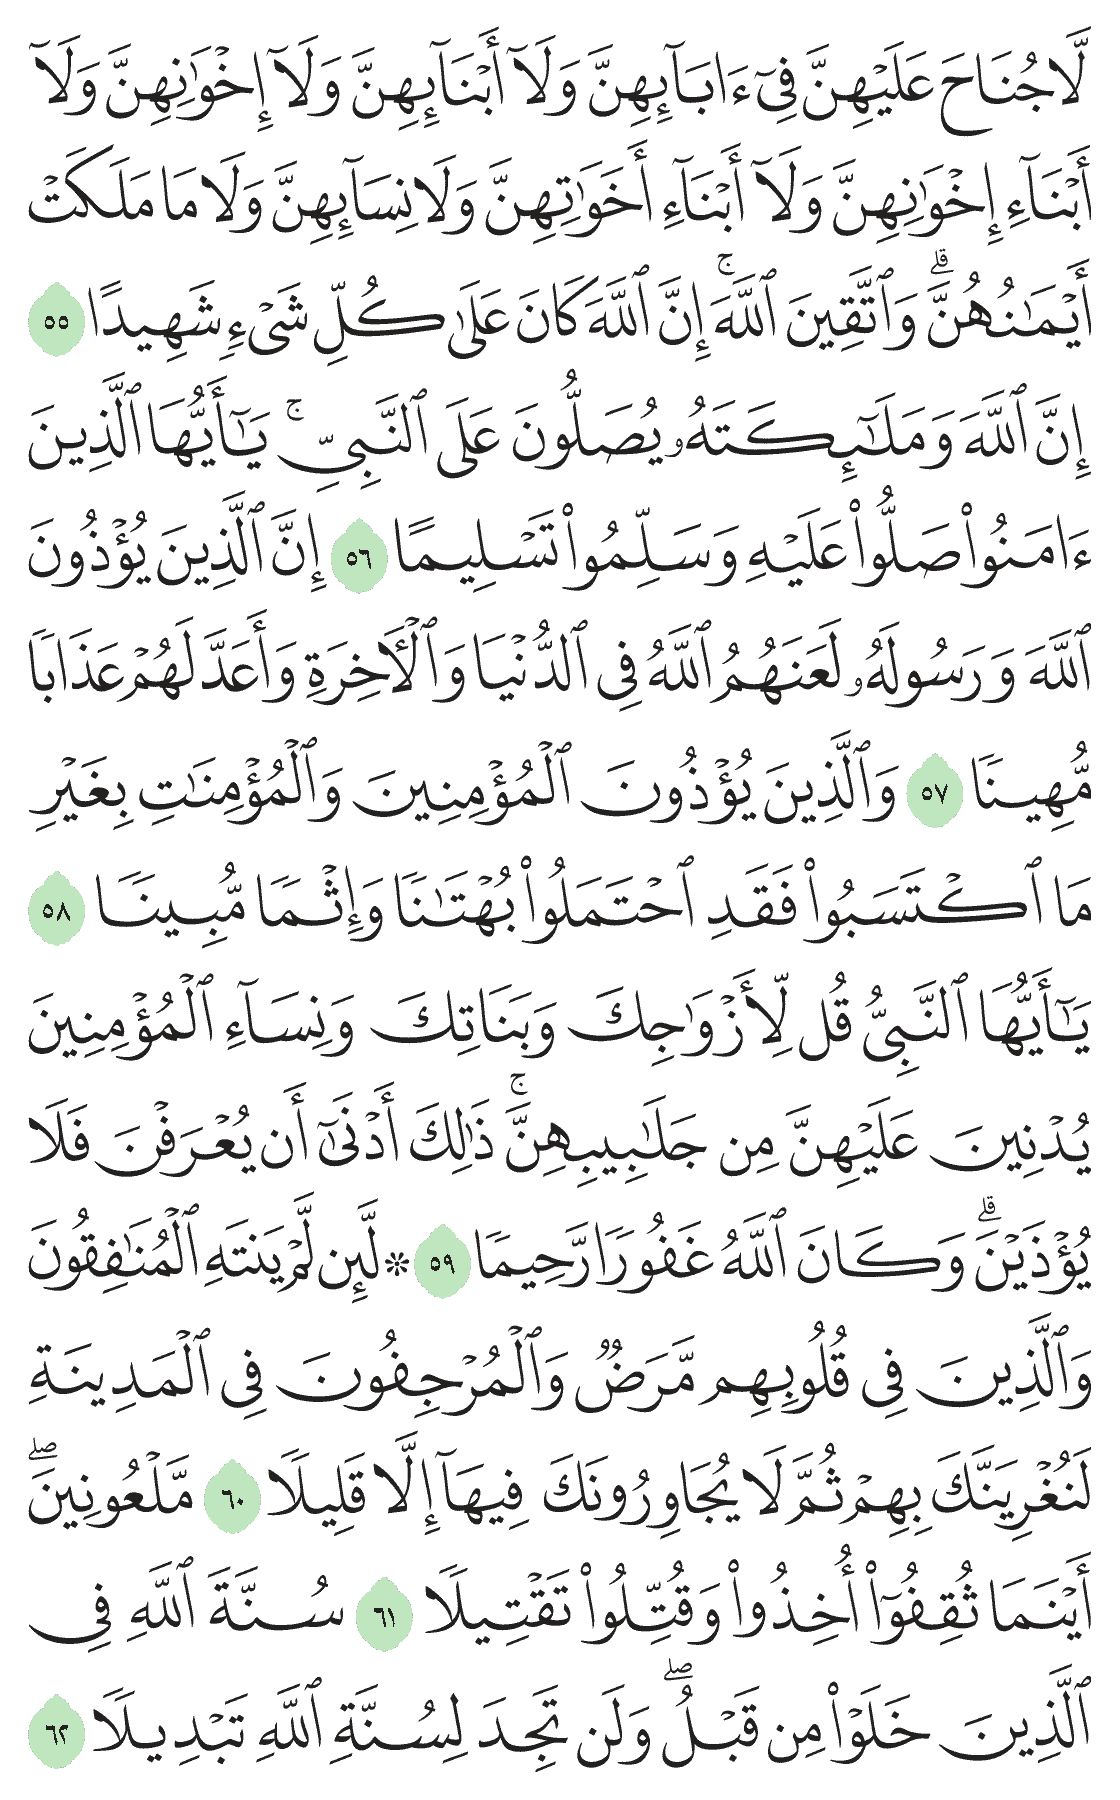 لَّا جُنَاحَ عَلَيْهِنَّ فِىٓ ءَابَآئِهِنَّ وَلَآ أَبْنَآئِهِنَّ وَلَآ إِخْوَٰنِهِنَّ وَلَآ
أَبْنَآءِ إِخْوَٰنِهِنَّ وَلَآ أَبْنَآءِ أَخَوَٰتِهِنَّ وَلَا نِسَآئِهِنَّ وَلَا مَا مَلَكَتْ
أَيْمَٰنُهُنَّ ۗ وَٱتَّقِينَ ٱللَّهَ ۚ إِنَّ ٱللَّهَ كَانَ عَلَىٰ كُلِّ شَىْءٍ شَهِيدًا ٥٥
إِنَّ ٱللَّهَ وَمَلَٰٓئِكَتَهُۥ يُصَلُّونَ عَلَى ٱلنَّبِىِّ ۚ يَٰٓأَيُّهَا ٱلَّذِينَ
ءَامَنُوا۟ صَلُّوا۟ عَلَيْهِ وَسَلِّمُوا۟ تَسْلِيمًا ٥٦ إِنَّ ٱلَّذِينَ يُؤْذُونَ
ٱللَّهَ وَرَسُولَهُۥ لَعَنَهُمُ ٱللَّهُ فِى ٱلدُّنْيَا وَٱلْأَخِرَةِ وَأَعَدَّ لَهُمْ عَذَابًا
مُّهِينًا ٥٧ وَٱلَّذِينَ يُؤْذُونَ ٱلْمُؤْمِنِينَ وَٱلْمُؤْمِنَٰتِ بِغَيْرِ
مَا ٱكْتَسَبُوا۟ فَقَدِ ٱحْتَمَلُوا۟ بُهْتَٰنًا وَإِثْمًا مُّبِينًا ٥٨
يَٰٓأَيُّهَا ٱلنَّبِىُّ قُل لِّأَزْوَٰجِكَ وَبَنَاتِكَ وَنِسَآءِ ٱلْمُؤْمِنِينَ
يُدْنِينَ عَلَيْهِنَّ مِن جَلَٰبِيبِهِنَّ ۚ ذَٰلِكَ أَدْنَىٰٓ أَن يُعْرَفْنَ فَلَا
يُؤْذَيْنَ ۗ وَكَانَ ٱللَّهُ غَفُورًا رَّحِيمًا ٥٩ * لَّئِن لَّمْ يَنتَهِ ٱلْمُنَٰفِقُونَ
وَٱلَّذِينَ فِى قُلُوبِهِم مَّرَضٌ وَٱلْمُرْجِفُونَ فِى ٱلْمَدِينَةِ
لَنُغْرِيَنَّكَ بِهِمْ ثُمَّ لَا يُجَاوِرُونَكَ فِيهَآ إِلَّا قَلِيلًا ٦٠ مَّلْعُونِينَ ۖ
أَيْنَمَا ثُقِفُوٓا۟ أُخِذُوا۟ وَقُتِّلُوا۟ تَقْتِيلًا ٦١ سُنَّةَ ٱللَّهِ فِى
ٱلَّذِينَ خَلَوْا۟ مِن قَبْلُ ۖ وَلَن تَجِدَ لِسُنَّةِ ٱللَّهِ تَبْدِيلًا ٦٢